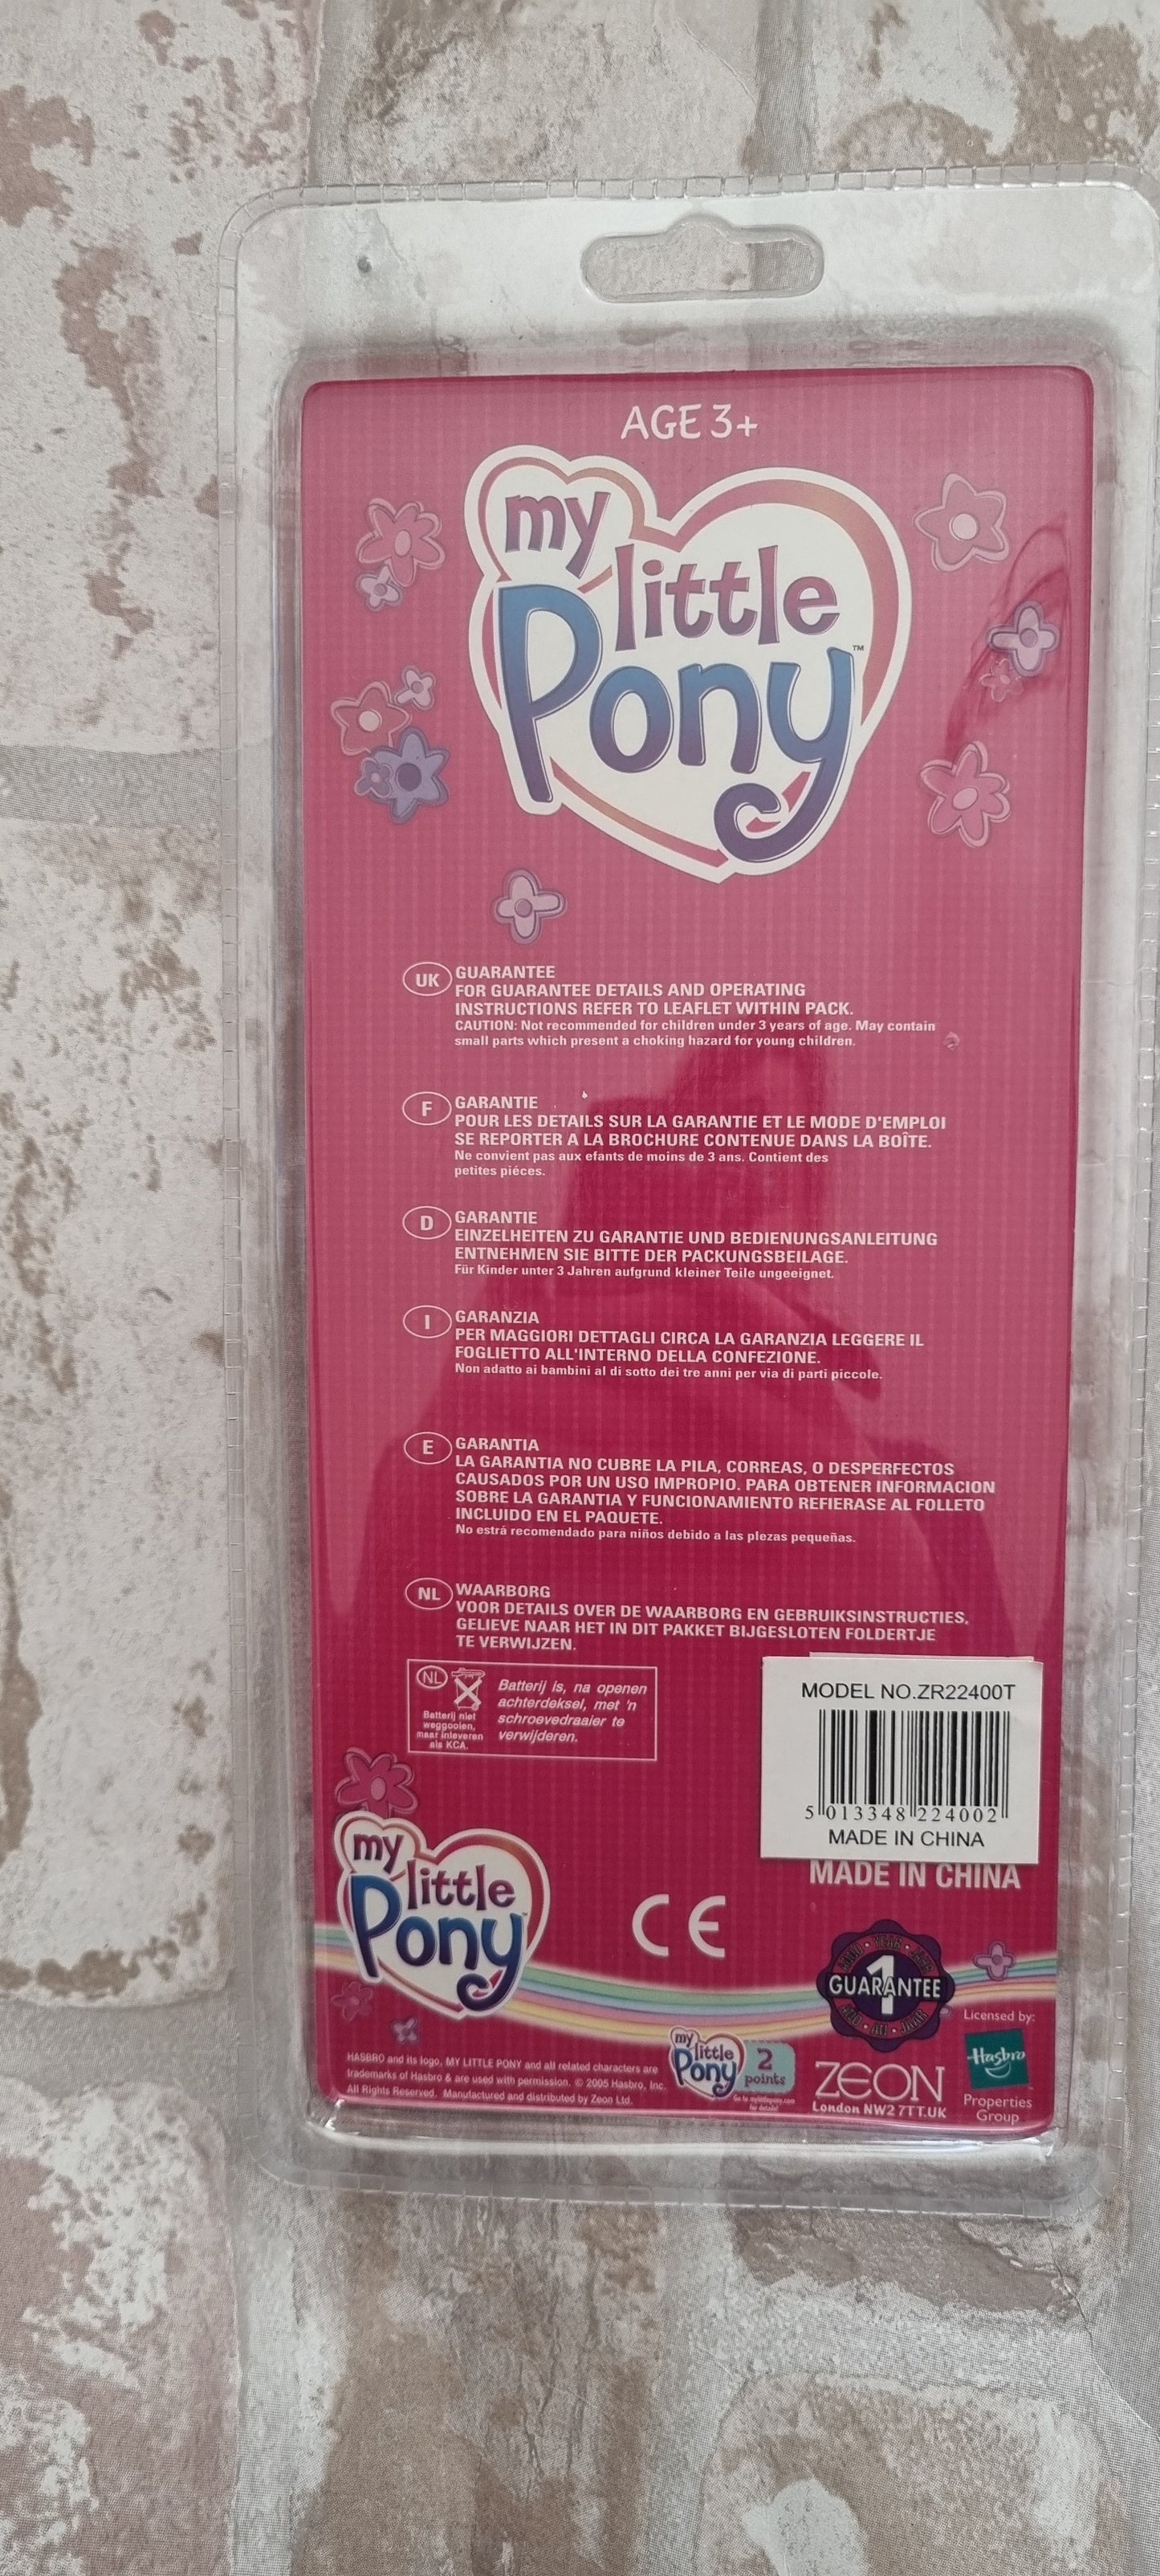 AGE 3+
my
little
Pony™
UK GUARANTEE
FOR GUARANTEE DETAILS AND OPERATING
INSTRUCTIONS REFER TO LEAFLET WITHIN PACK.
CAUTION: Not recommended for children under 3 years of age. May contain
small parts which present a choking hazard for young children.
F GARANTIE
POUR LES DETAILS SUR LA GARANTIE ET LE MODE D'EMPLOI
SE REPORTER A LA BROCHURE CONTENUE DANS LA BOÎTE.
Ne convient pas aux efants de moins de 3 ans. Contient des
petites piéces.
D GARANTIE
EINZELHEITEN ZU GARANTIE UND BEDIENUNGSANLEITUNG
ENTNEHMEN SIE BITTE DER PACKUNGSBEILAGE.
Für Kinder unter 3 Jahren aufgrund kleiner Teile ungeeignet.
I GARANZIA
PER MAGGIORI DETTAGLI CIRCA LA GARANZIA LEGGERE IL
FOGLIETTO ALL'INTERNO DELLA CONFEZIONE.
Non adatto ai bambini al di sotto dei tre anni per via di parti piccole.
E GARANTIA
LA GARANTIA NO CUBRE LA PILA, CORREAS, O DESPERFECTOS
CAUSADOS POR UN USO IMPROPIO. PARA OBTENER INFORMACION
SOBRE LA GARANTIA Y FUNCIONAMIENTO REFIERASE AL FOLLETO
INCLUIDO EN EL PAQUETE.
No estrá recomendado para niños debido a las plezas pequeñas.
NL WAARBORG
VOOR DETAILS OVER DE WAARBORG EN GEBRUIKSINSTRUCTIES,
GELIEVE NAAR HET IN DIT PAKKET BIJGESLOTEN FOLDERTJE
TE VERWIJZEN.
NL
Batterij niet
weggooien,
maar inleveren
als KCA.
Batterij is, na openen
achterdeksel, met 'n
schroevedraaier te
verwijderen.
MODEL NO.ZR22400T
5 013348 224002
MADE IN CHINA
MADE IN CHINA
my
little
Pony
CE
1
GUARANTEE
Licensed by:
Hasbro
Properties
Group
HASBRO and its logo, MY LITTLE PONY and all related characters are
trademarks of Hasbro & are used with permission. © 2005 Hasbro, Inc.
All Rights Reserved. Manufactured and distributed by Zeon Ltd.
my
little
Pony
2
points
Go to mylittlepony.com
for details!
ZEON
London NW2 7TT.UK